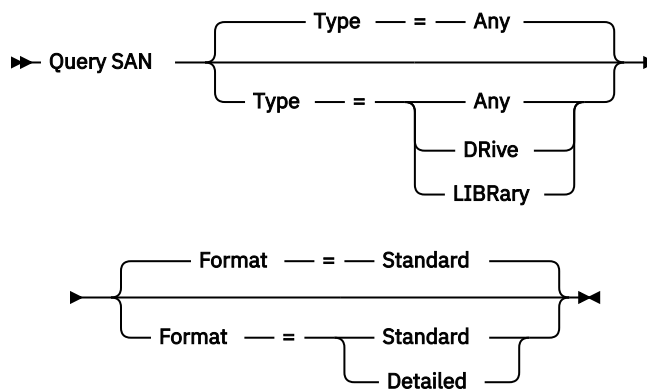 Type = Any
Query SAN
Type = Any
DRive
LIBRary
Format = Standard
Format = Standard
Detailed